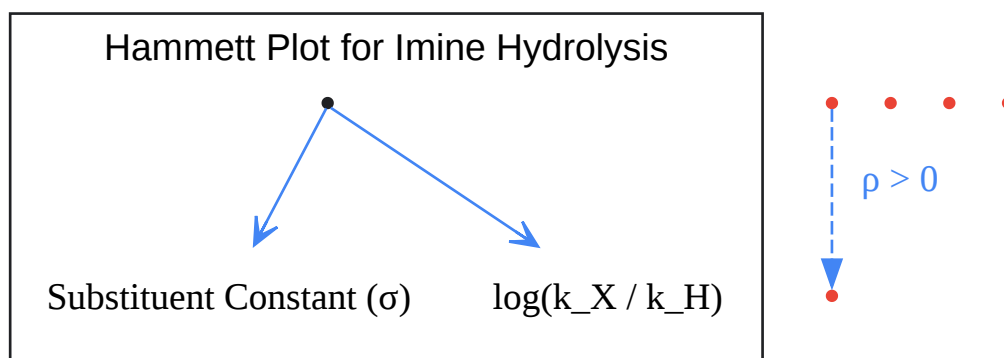 Hammett Plot for Imine Hydrolysis
ρ > 0
Substituent Constant (σ)
log(k_X / k_H)